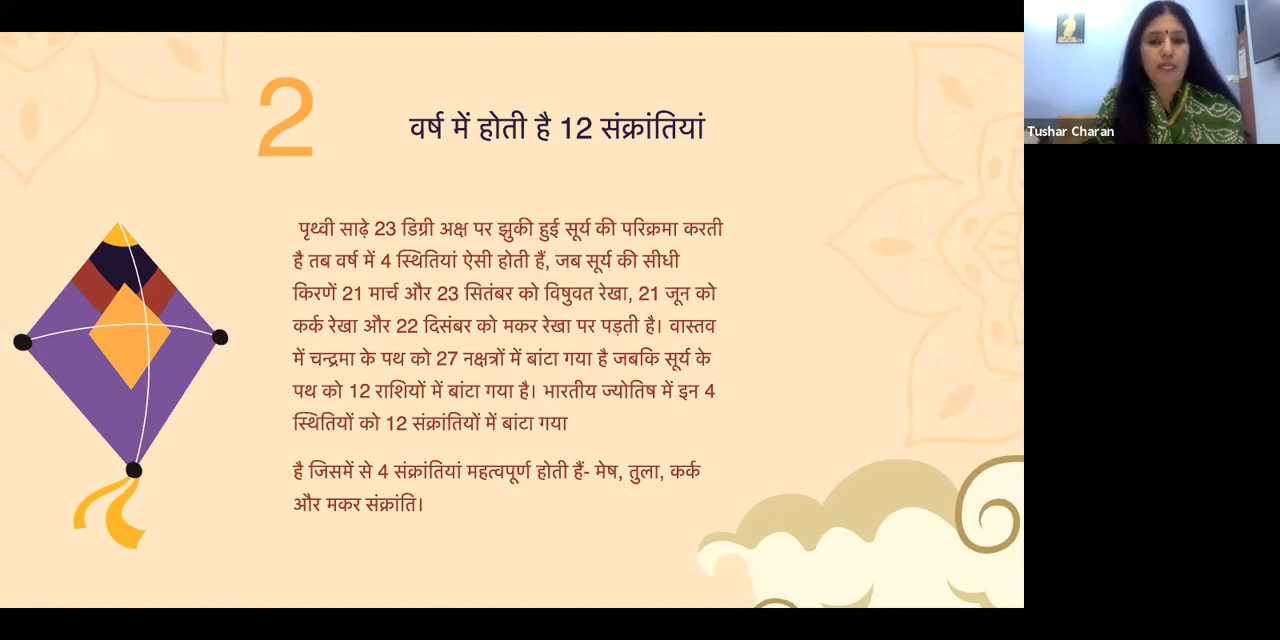 2
वर्ष में होती है 12 संक्रांतियां
पृथ्वी साढ़े 23 डिग्री अक्ष पर झुकी हुई सूर्य की परिक्रमा करती
है तब वर्ष में 4 स्थितियां ऐसी होती हैं, जब सूर्य की सीधी
किरणें 21 मार्च और 23 सितंबर को विषुवत रेखा, 21 जून को
कर्क रेखा और 22 दिसंबर को मकर रेखा पर पड़ती है। वास्तव
में चन्द्रमा के पथ को 27 नक्षत्रों में बांटा गया है जबकि सूर्य के
पथ को 12 राशियों में बांटा गया है। भारतीय ज्योतिष में इन 4
स्थितियों को 12 संक्रांतियों में बांटा गया
है जिसमें से 4 संक्रांतियां महत्वपूर्ण होती हैं- मेष, तुला, कर्क
और मकर संक्रांति।
Tushar Charan